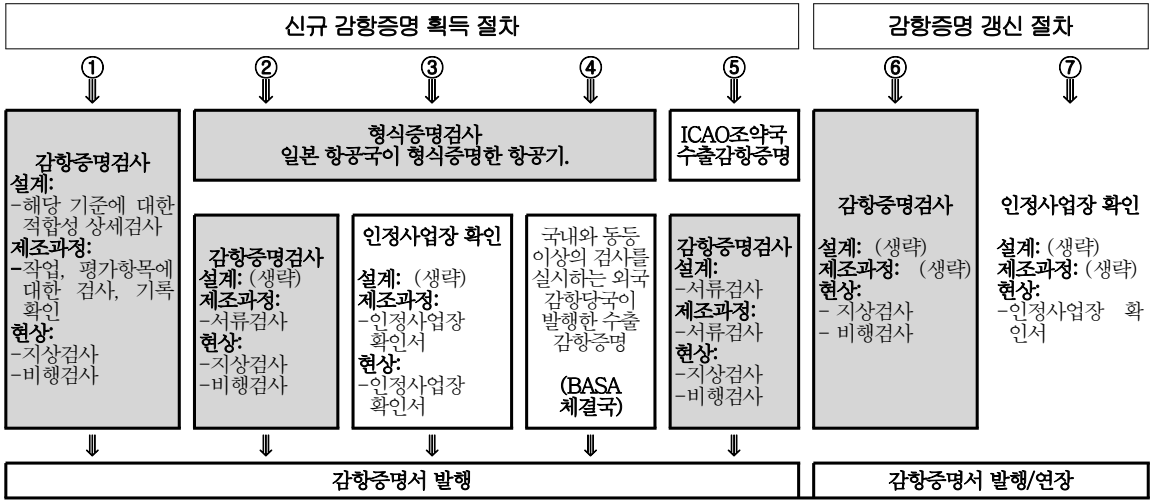 신규 감항증명 획득 절차
감항증명 갱신 절차
① ② ③ ④ ⑤ ⑥ ⑦
감항증명검사
설계:
-해당 기준에 대한
적합성 상세검사
제조과정:
-작업, 평가항목에
대한 검사, 기록
확인
현상:
-지상검사
-비행검사
형식증명검사
일본 항공국이 형식증명한 항공기.
감항증명검사
설계: (생략)
제조과정:
-서류검사
현상:
-지상검사
-비행검사
인정사업장 확인
설계: (생략)
제조과정:
-인정사업장
확인서
현상:
-인정사업장
확인서
국내와 동등
이상의 검사를
실시하는 외국
감항당국이
발행한 수출
감항증명
(BASA
체결국)
ICAO조약국
수출감항증명
감항증명검사
설계:
-서류검사
제조과정:
-서류검사
현상:
-지상검사
-비행검사
감항증명검사
설계: (생략)
제조과정: (생략)
현상:
- 지상검사
- 비행검사
인정사업장 확인
설계: (생략)
제조과정: (생략)
현상:
-인정사업장 확
인서
감항증명서 발행
감항증명서 발행/연장